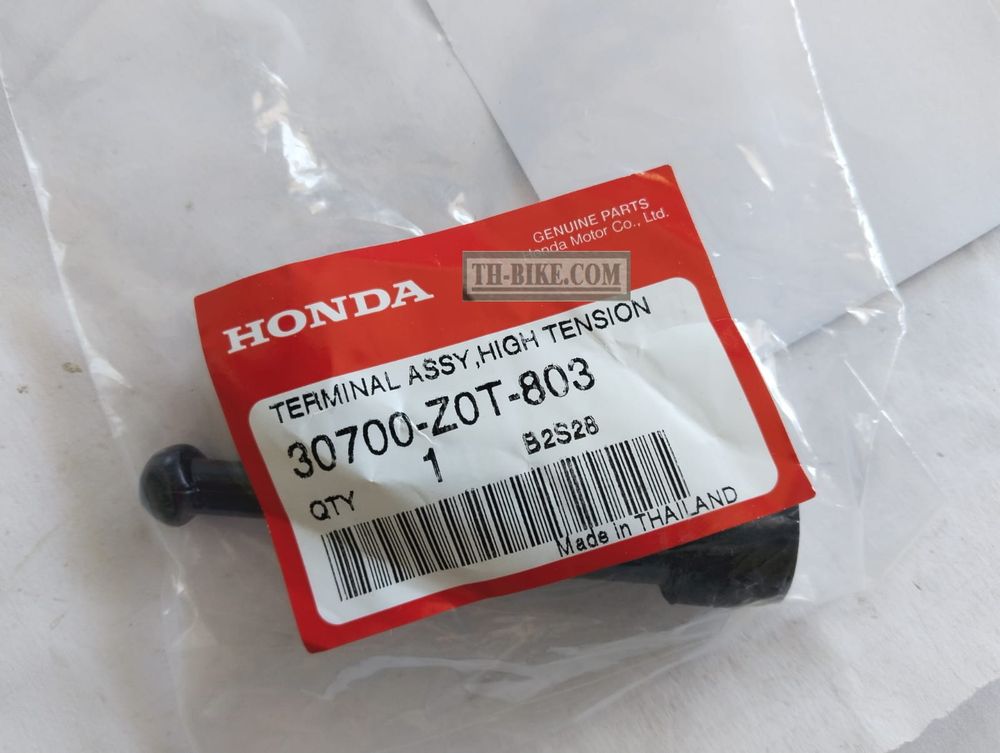 GENUINE PARTS
Honda Motor Co., Ltd.
HONDA
TH-BIKE.COM
TERMINAL ASSY,HIGH TENSION
30700-Z0T-803
QTY 1 B2S28
Made in THAILAND